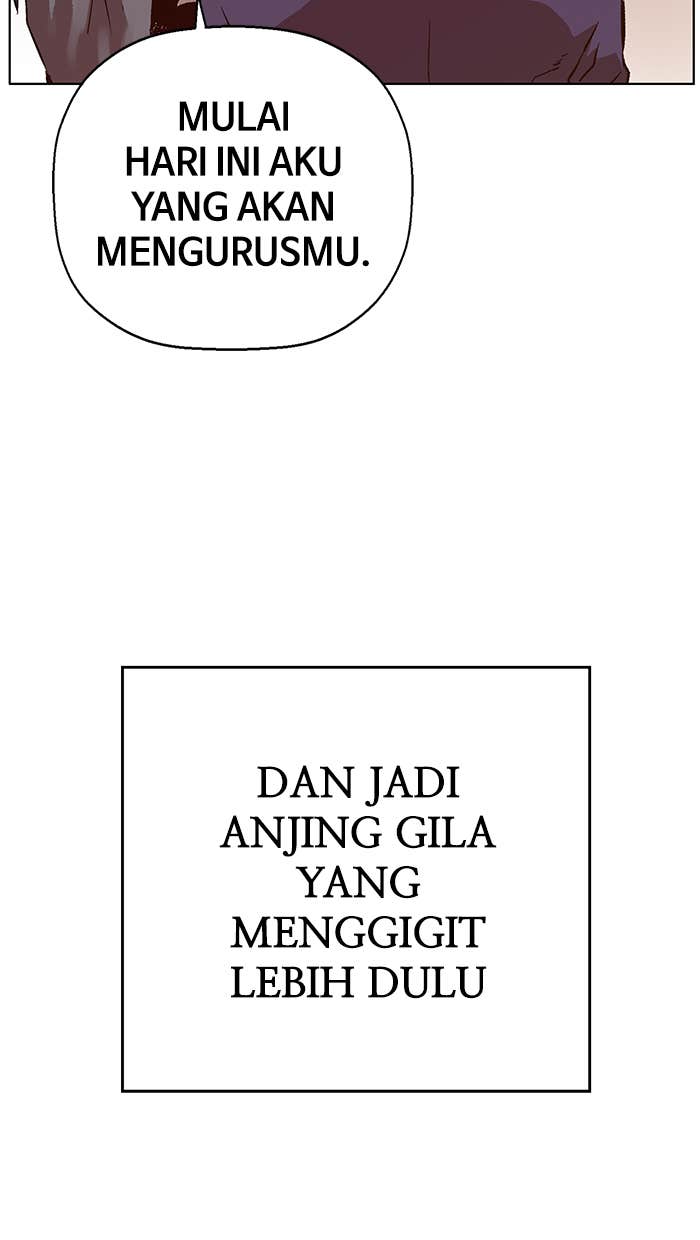 MULAI
HARI INI AKU
YANG AKAN
MENGURUSMU.
DAN JADI
ANJING GILA
YANG
MENGGIGIT
LEBIH DULU